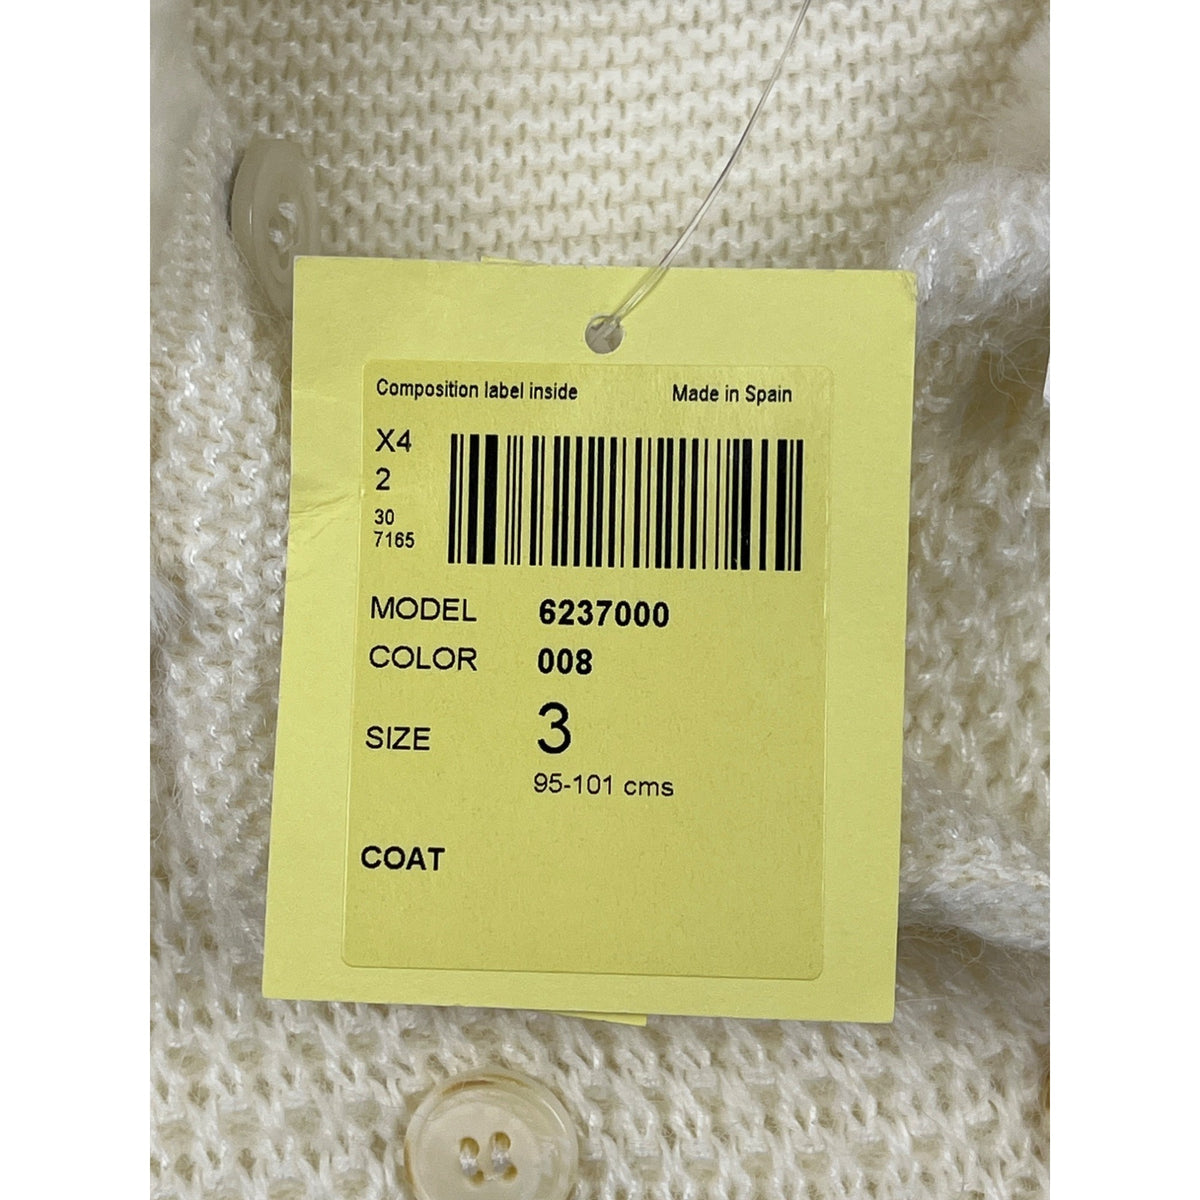 Composition label inside Made in Spain
X4
2
30
7165
MODEL 6237000
COLOR 008
SIZE 3
95-101 cms
COAT